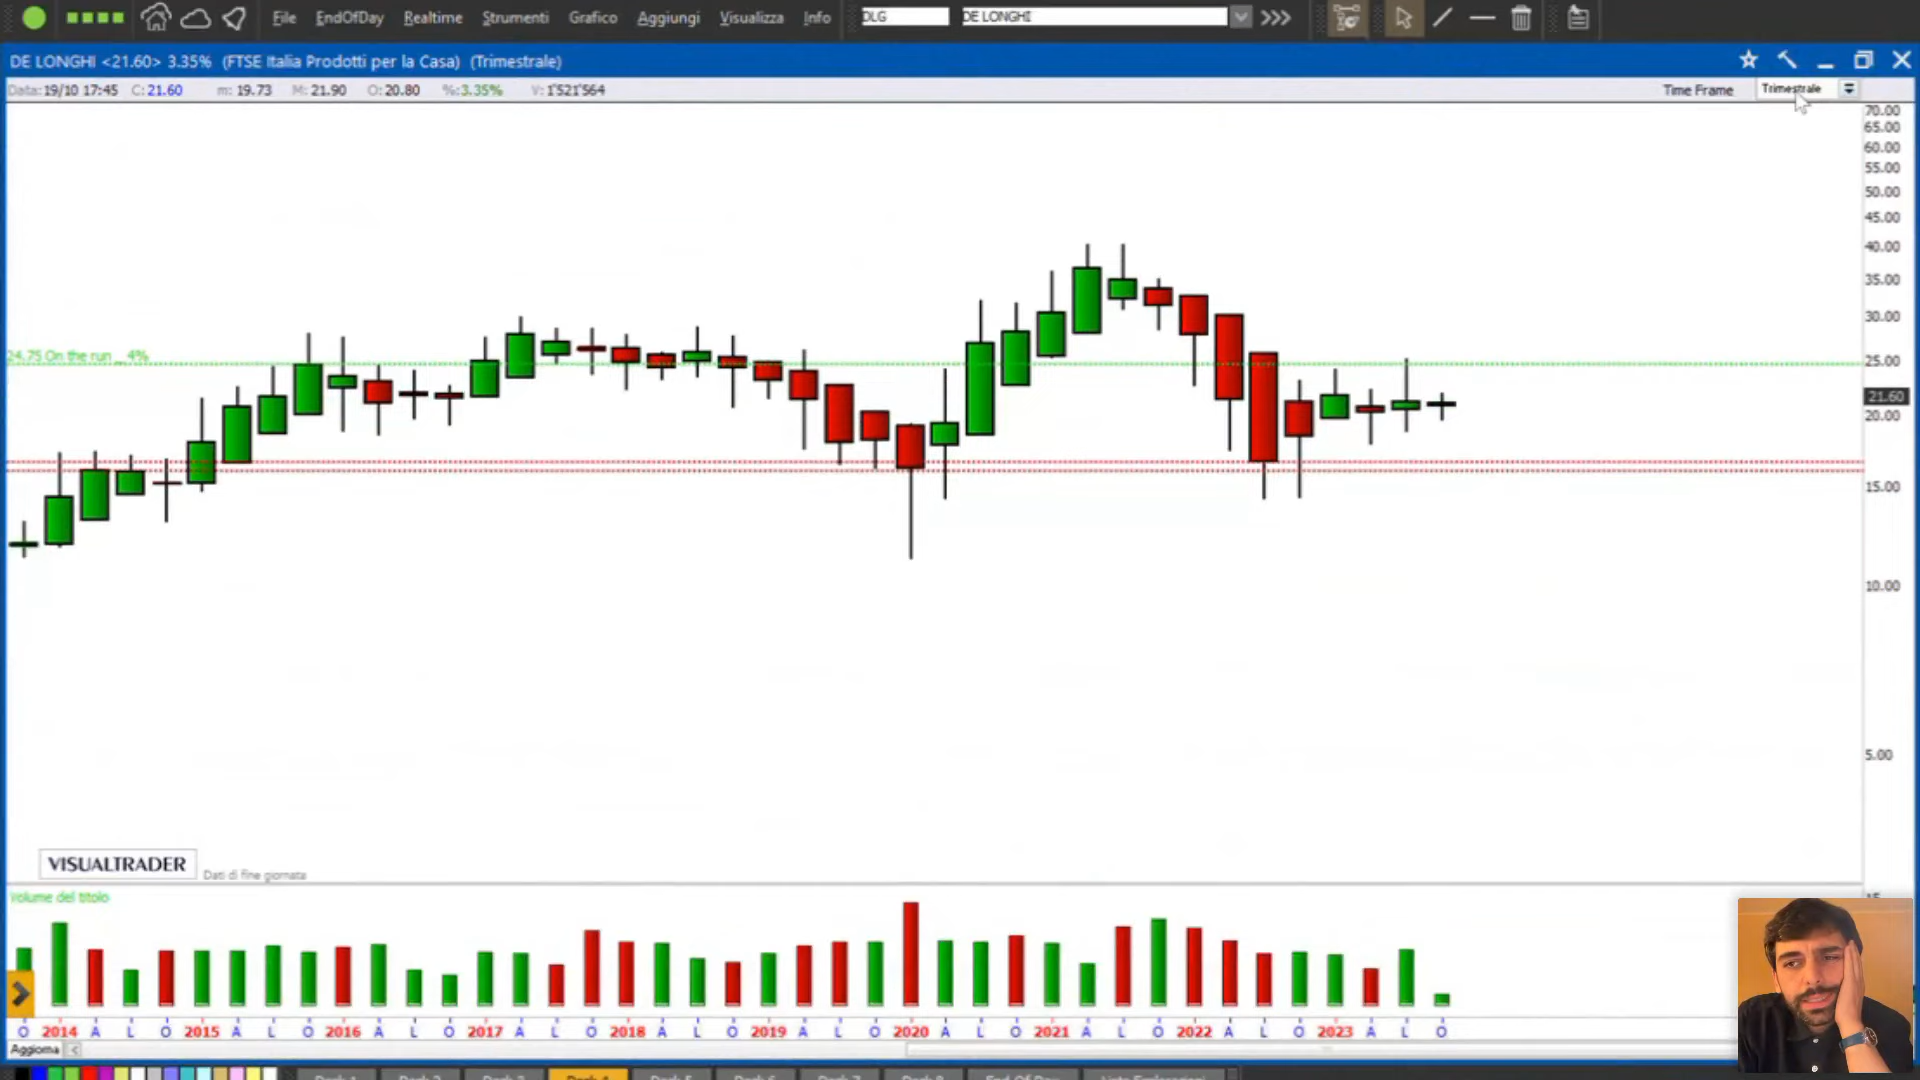 File EndOfDay Realtime Strumenti Grafico Aggiungi Visualizza Info DLG DE LONGHI >>>
DE LONGHI <21.60> 3.35% (FTSE Italia Prodotti per la Casa) (Trimestrale)
Data: 19/10 17:45 C: 21.60 m: 19.73 M: 21.90 O: 20.80 %: 3.35% V: 1'521'564 Time Frame Trimestrale
70.00
65.00
60.00
55.00
50.00
45.00
40.00
35.00
30.00
24.75 On the run _ 4%
25.00
21.60
20.00
15.00
10.00
5.00
VISUALTRADER
Dati di fine giornata
Volume del titolo
O 2014 A L O 2015 A L O 2016 A L O 2017 A L O 2018 A L O 2019 A L O 2020 A L O 2021 A L O 2022 A L O 2023 A L O
Aggiorna